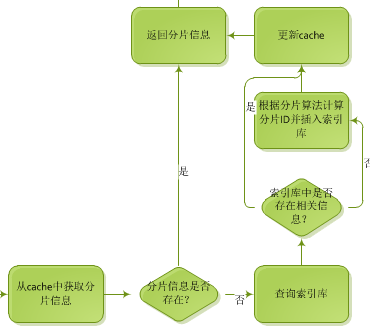 返回分片信息
更新cache
是
根据分片算法计算
分片ID并插入索引
库
否
是
索引库中是否
存在相关信
息?
从cache中获取分
片信息
分片信息是否
存在?
否
查询索引库